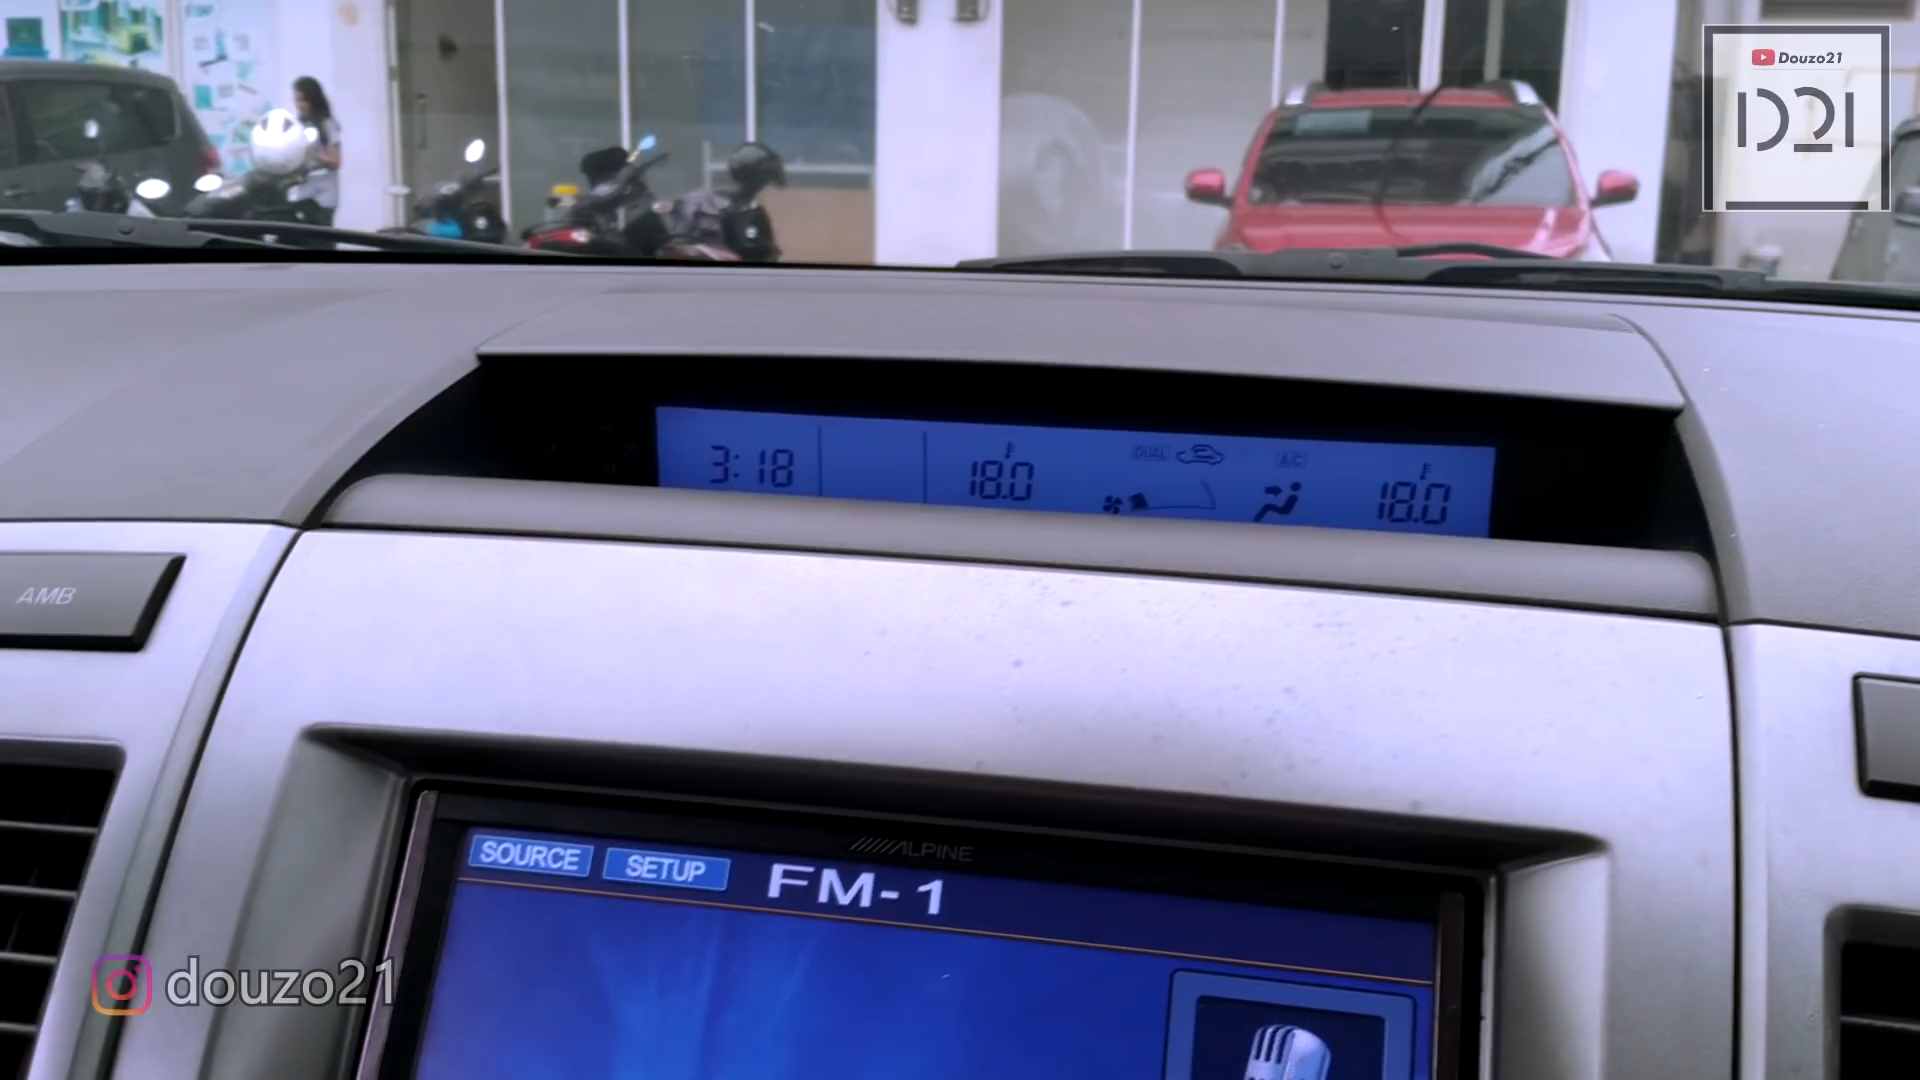 Douzo21
D21
3:18
18.0
DUAL
A/C
18.0
AMB
ALPINE
SOURCE
SETUP
FM-1
douzo21